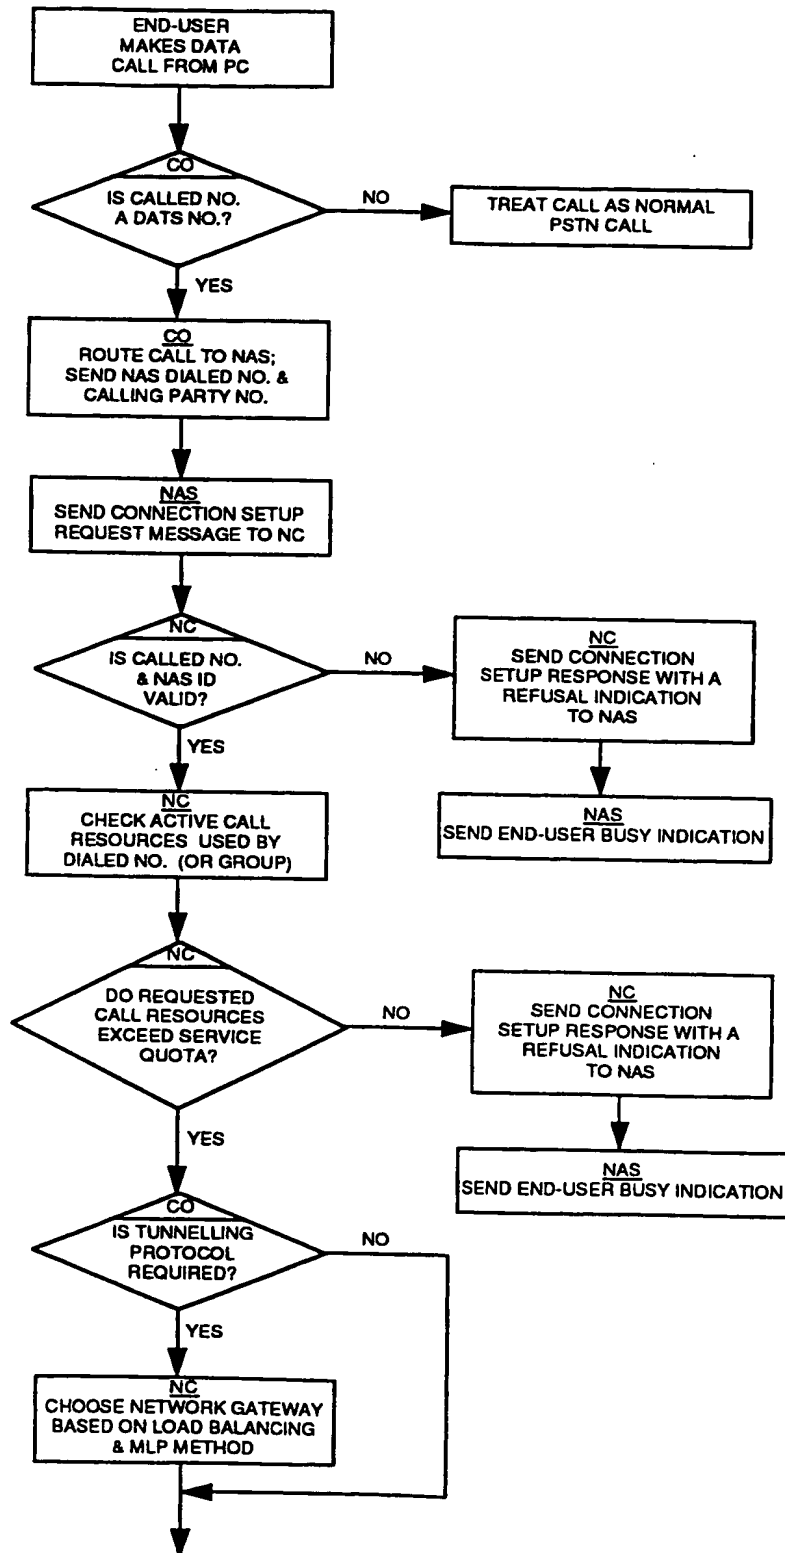 END-USER
MAKES DATA
CALL FROM PC
CO
IS CALLED NO.
A DATS NO.?
NO
TREAT CALL AS NORMAL
PSTN CALL
YES
CO
ROUTE CALL TO NAS;
SEND NAS DIALED NO. &
CALLING PARTY NO.
NAS
SEND CONNECTION SETUP
REQUEST MESSAGE TO NC
NC
IS CALLED NO.
& NAS ID
VALID?
NO
NC
SEND CONNECTION
SETUP RESPONSE WITH A
REFUSAL INDICATION
TO NAS
YES
NAS
SEND END-USER BUSY INDICATION
NC
CHECK ACTIVE CALL
RESOURCES USED BY
DIALED NO. (OR GROUP)
NC
DO REQUESTED
CALL RESOURCES
EXCEED SERVICE
QUOTA?
NO
NC
SEND CONNECTION
SETUP RESPONSE WITH A
REFUSAL INDICATION
TO NAS
YES
NAS
SEND END-USER BUSY INDICATION
CO
IS TUNNELLING
PROTOCOL
REQUIRED?
NO
YES
NC
CHOOSE NETWORK GATEWAY
BASED ON LOAD BALANCING
& MLP METHOD